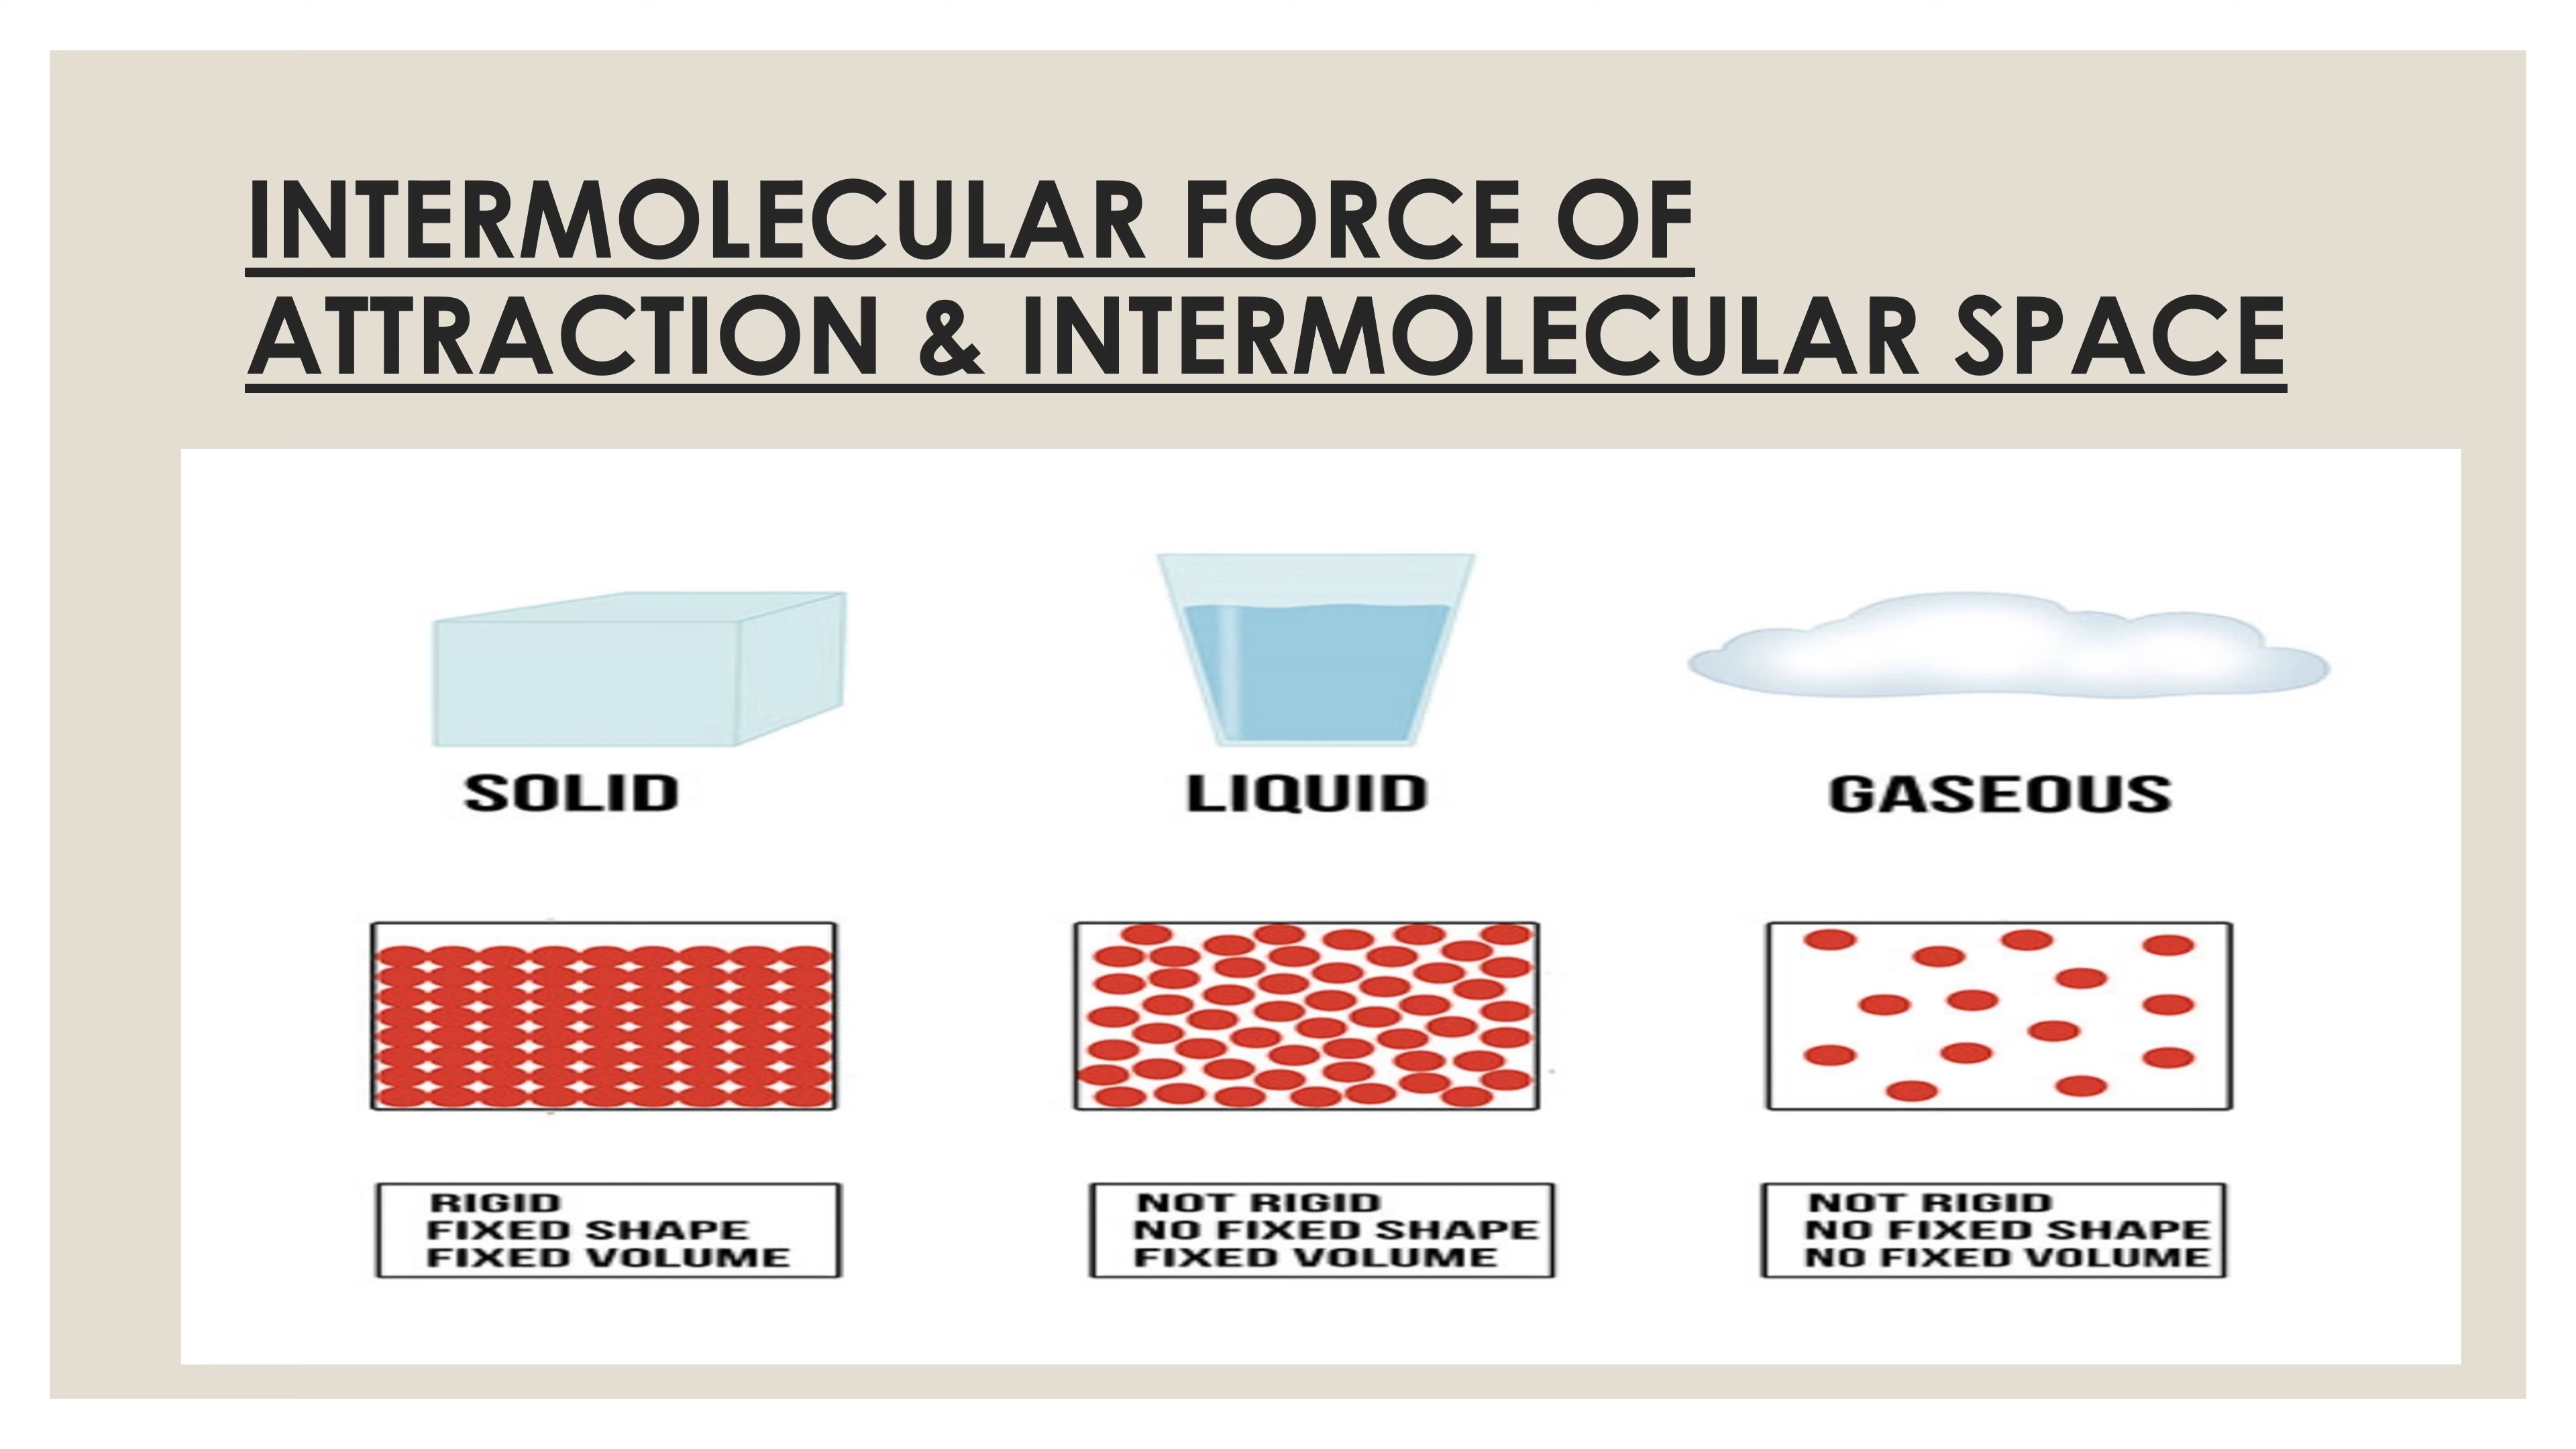 INTERMOLECULAR FORCE OF
ATTRACTION & INTERMOLECULAR SPACE
SOLID
LIQUID
GASEOUS
RIGID
FIXED SHAPE
FIXED VOLUME
NOT RIGID
NO FIXED SHAPE
FIXED VOLUME
NOT RIGID
NO FIXED SHAPE
NO FIXED VOLUME